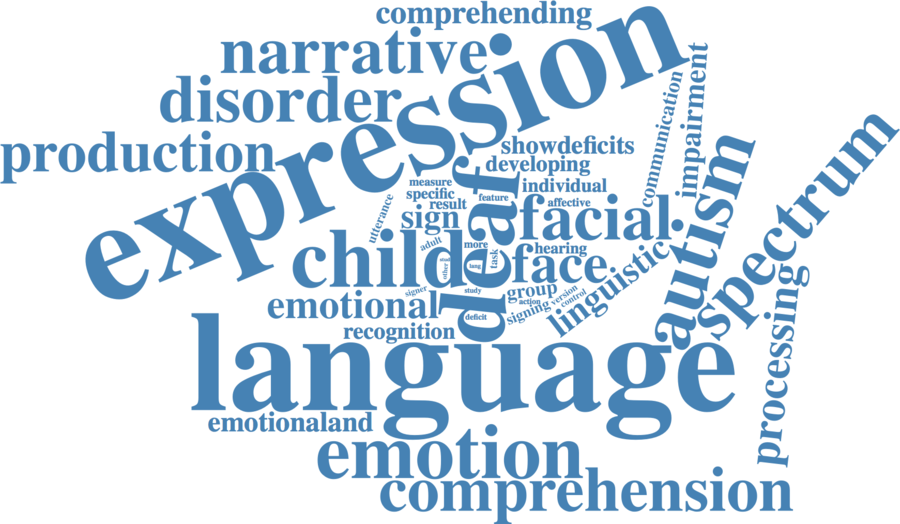 comprehending
narrative
expression
disorder
production
communication
impairment
showdeficits
developing
measure
individual
specific
feature
affective
result
utterance
sign
deaf
facial
autism
spectrum
adult
more
hearing
child
other
lang
task
face
linguistic
signer
study
group
version
action
control
emotional
signing
deficit
recognition
processing
language
emotionaland
emotion
comprehension